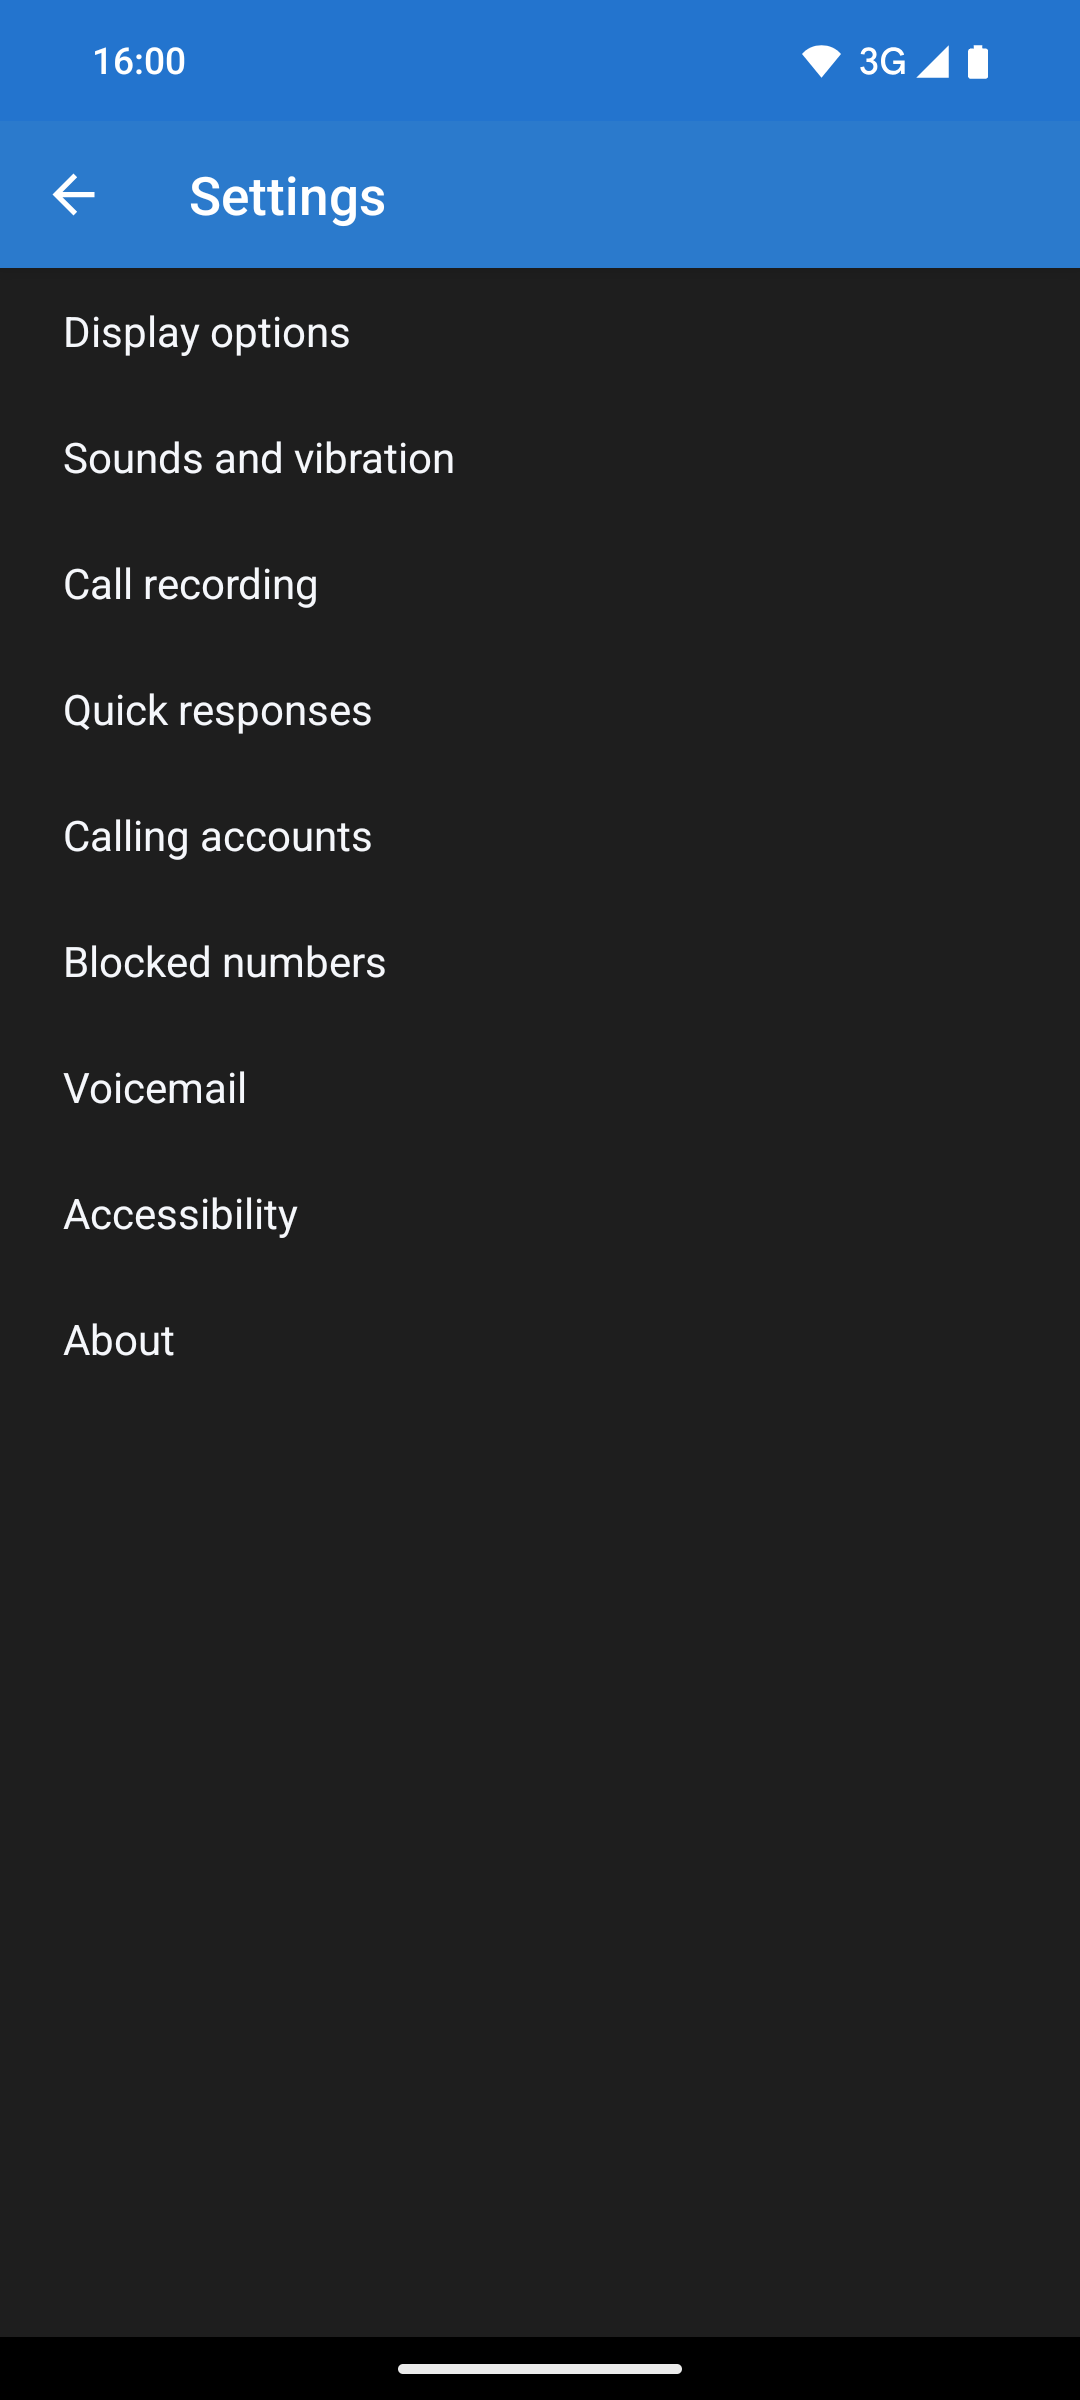 16:00
3G
Settings
Display options
Sounds and vibration
Call recording
Quick responses
Calling accounts
Blocked numbers
Voicemail
Accessibility
About